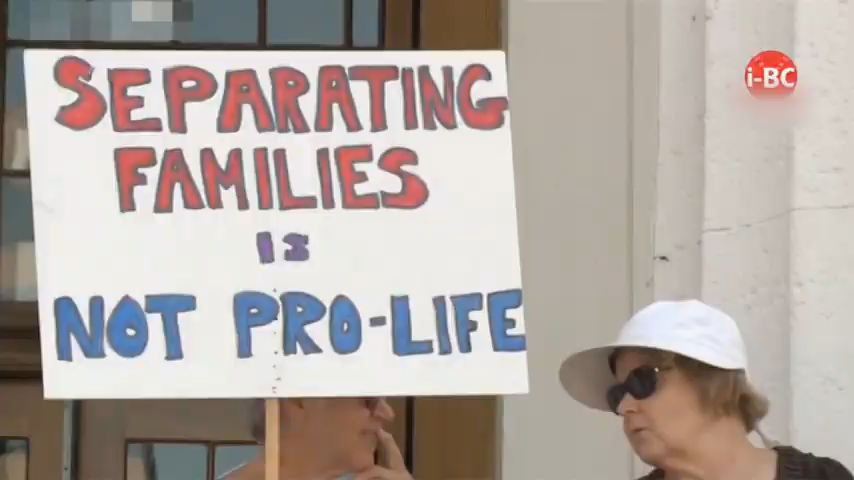 i-BC
SEPARATING
FAMILIES
IS
NOT PRO-LIFE